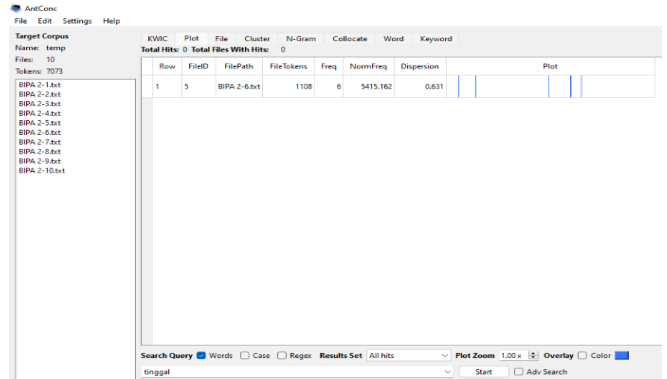 AntConc
File Edit Settings Help
Target Corpus
Name: temp
Files: 10
Tokens: 7073
BIPA 2-1.txt
BIPA 2-2.txt
BIPA 2-3.txt
BIPA 2-4.txt
BIPA 2-5.txt
BIPA 2-6.txt
BIPA 2-7.txt
BIPA 2-8.txt
BIPA 2-9.txt
BIPA 2-10.txt
KWIC Plot File Cluster N-Gram Collocate Word Keyword
Total Hits: 0 Total Files With Hits: 0
Row FileID FilePath FileTokens Freq NormFreq Dispersion Plot
1 5 BIPA 2-6.txt 1108 6 5415.162 0.631
Search Query Words Case Regex Results Set All hits Plot Zoom 1.00 x Overlay Color
tinggal Start Adv Search